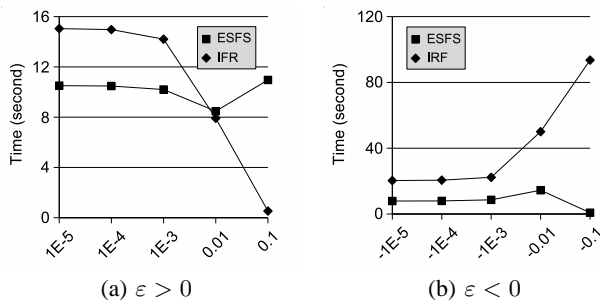 16
12
8
4
0
Time (second)
ESFS
IFR
1E-5
1E-4
1E-3
0.01
0.1
(a) ε > 0
120
80
40
20
0
Time (second)
ESFS
IRF
-1E-5
-1E-4
-1E-3
-0.01
-0.1
(b) ε < 0